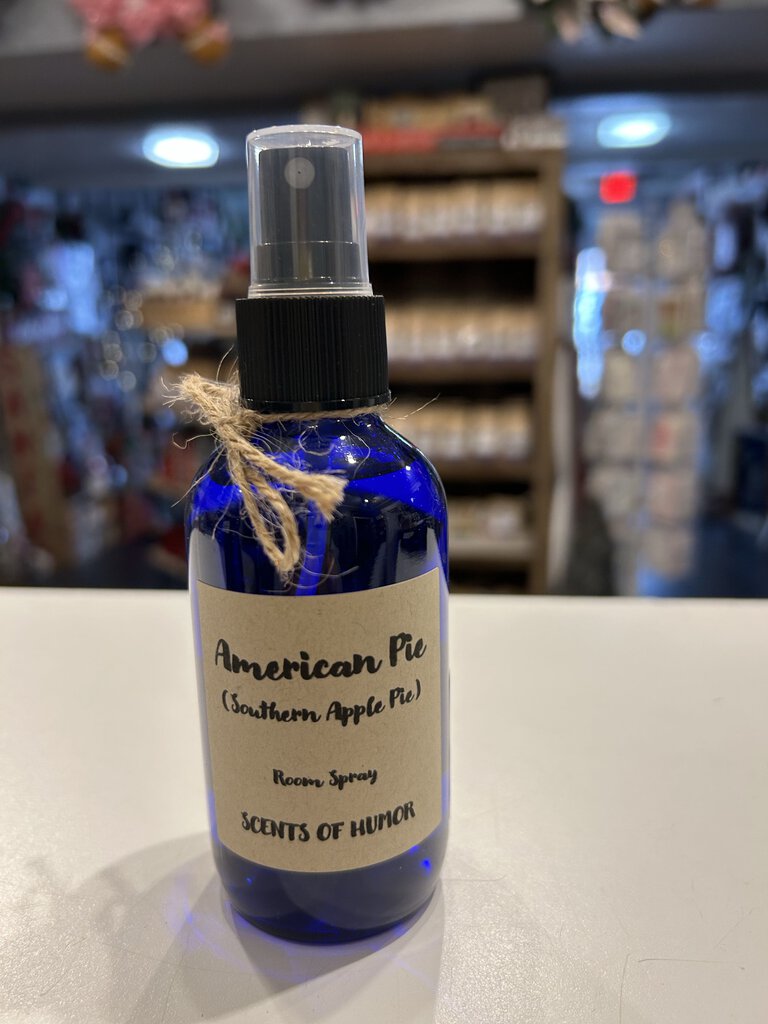 American Pie
(Southern Apple Pie)
Room Spray
SCENTS OF HUMOR